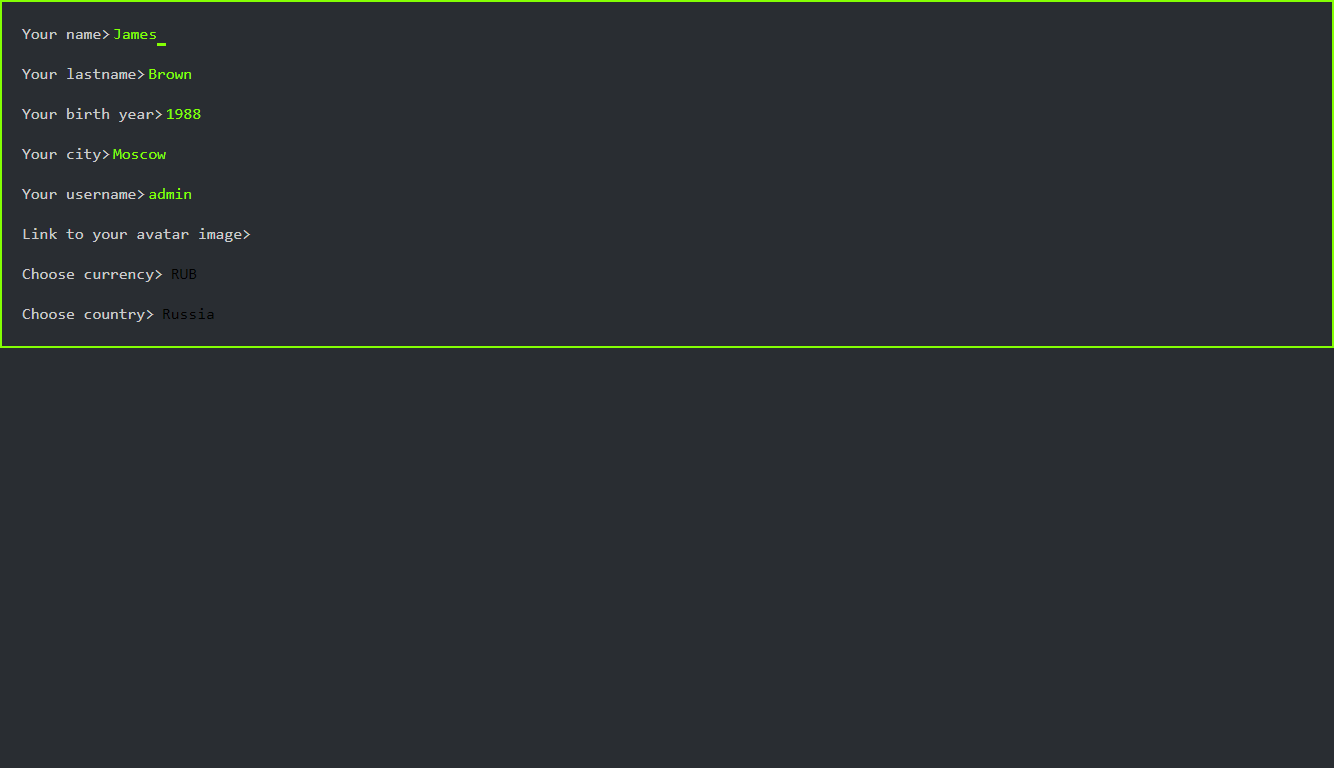 Your name>James_
Your lastname>Brown
Your birth year>1988
Your city>Moscow
Your username>admin
Link to your avatar image>
Choose currency> RUB
Choose country> Russia